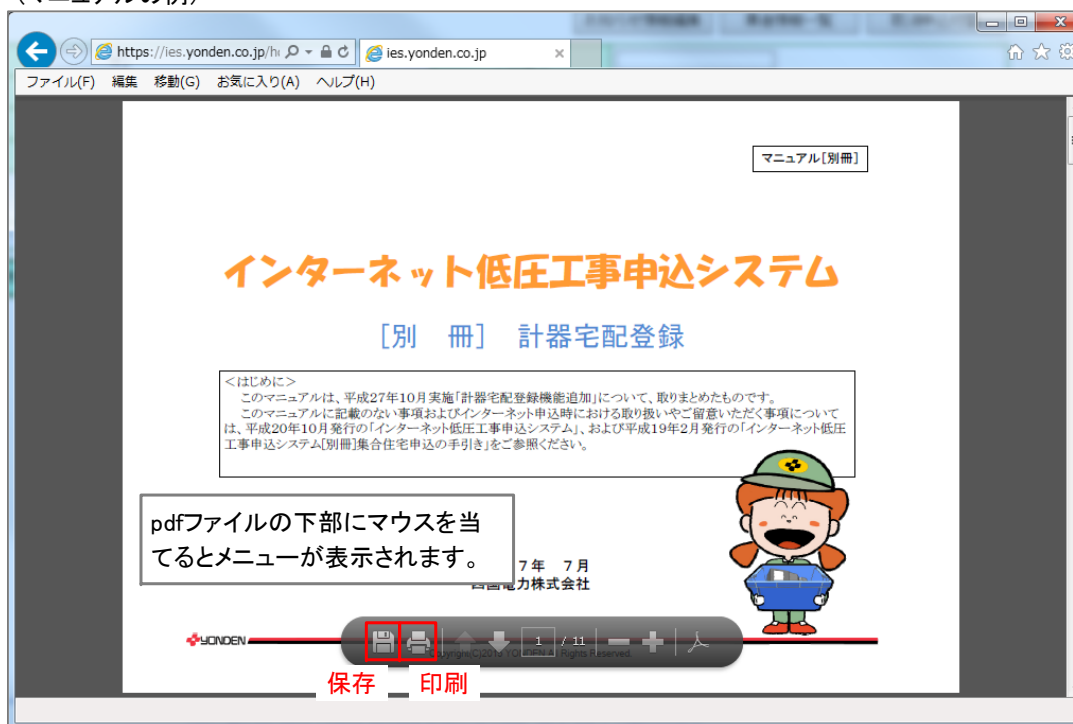 (マニュアルの例)
https://ies.yonden.co.jp/h
ies.yonden.co.jp
ファイル(F) 編集 移動(G) お気に入り(A) ヘルプ(H)
マニュアル[別冊]
インターネット低圧工事申込システム
[別 冊] 計器宅配登録
<はじめに>
このマニュアルは、平成27年10月実施「計器宅配登録機能追加」について、取りまとめたものです。
このマニュアルに記載のない事項およびインターネット申込時における取り扱いやご留意いただく事項について
は、平成20年10月発行の「インターネット低圧工事申込システム」、および平成19年2月発行の「インターネット低圧
工事申込システム[別冊]集合住宅申込の手引き」をご参照ください。
pdfファイルの下部にマウスを当
てるとメニューが表示されます。
7年 7月
四国電力株式会社
YONDEN
1 / 11
Copyright(C)2015 YONDEN All Rights Reserved.
保存 印刷